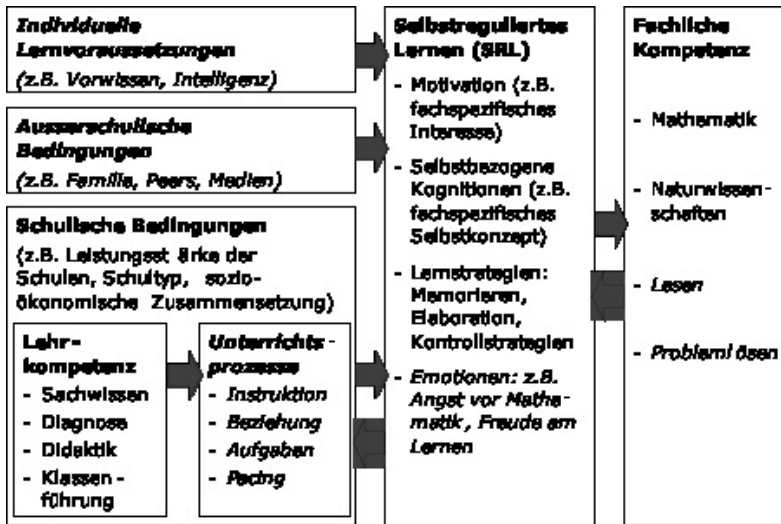 Individuelle
Lernvoraussetzungen
(z.B. Vorwissen, Intelligenz)
Ausserschulische
Bedingungen
(z.B. Familie, Peers, Medien)
Schulische Bedingungen
(z.B. Leistungsst ärke der
Schulen, Schultyp, sozio-
ökonomische Zusammensetzung)
Lehr-
kompetenz
- Sachwissen
- Diagnose
- Didaktik
- Klassen-
führung
Unterrichts-
prozesse
- Instruktion
- Beziehung
- Aufgaben
- Pacing
Selbstreguliertes
Lernen (SRL)
- Motivation (z.B.
fachspezifisches
Interesse)
- Selbstbezogene
Kognitionen (z.B.
fachspezifisches
Selbstkonzept)
- Lernstrategien:
Memorieren,
Elaboration,
Kontrollstrategien
- Emotionen: z.B.
Angst vor Mathe-
matik, Freude am
Lernen
Fachliche
Kompetenz
- Mathematik
- Naturwissen-
schaften
- Lesen
- Probleml ösen